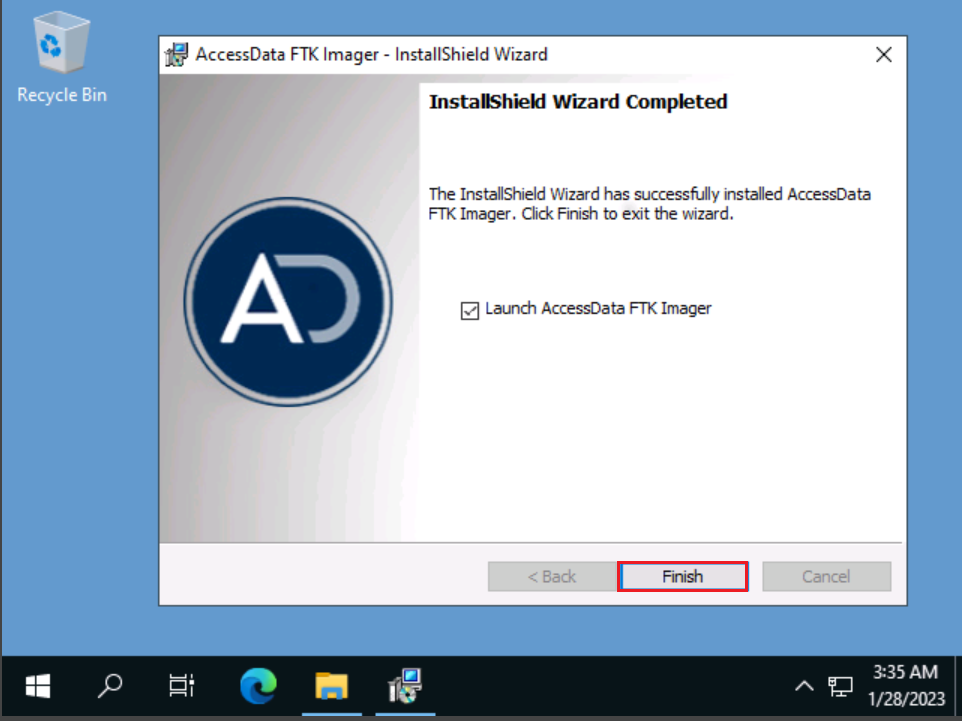 Recycle Bin
AccessData FTK Imager - InstallShield Wizard
InstallShield Wizard Completed
The InstallShield Wizard has successfully installed AccessData
FTK Imager. Click Finish to exit the wizard.
AD
Launch AccessData FTK Imager
< Back
Finish
Cancel
3:35 AM
1/28/2023